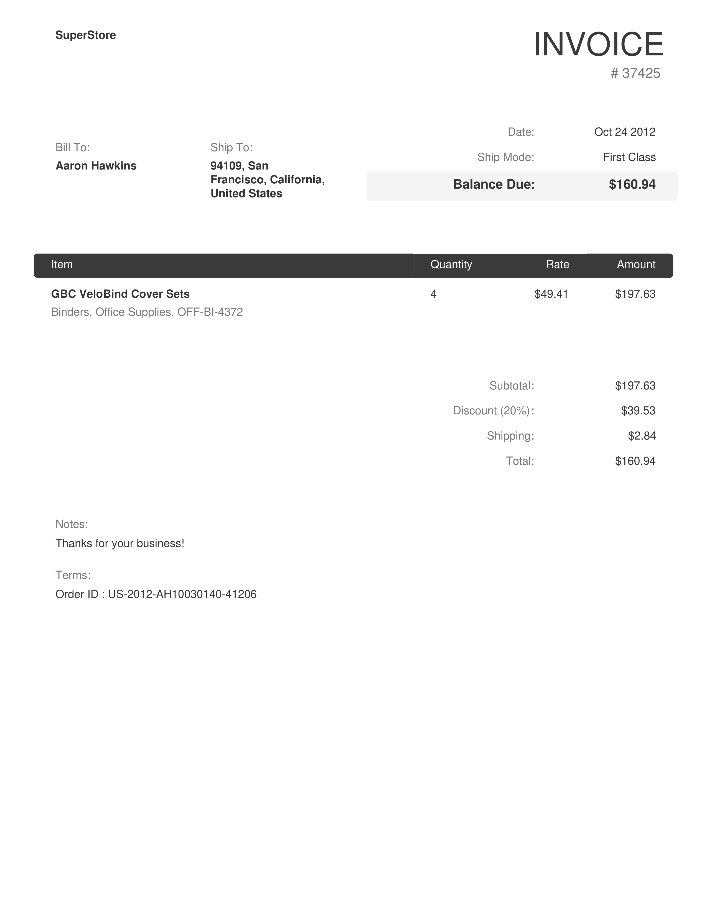 SuperStore
INVOICE
# 37425
Date: Oct 24 2012
Ship Mode: First Class
Balance Due: $160.94
Bill To:
Aaron Hawkins
Ship To:
94109, San
Francisco, California,
United States
Item Quantity Rate Amount
GBC VeloBind Cover Sets 4 $49.41 $197.63
Binders, Office Supplies, OFF-BI-4372
Subtotal: $197.63
Discount (20%): $39.53
Shipping: $2.84
Total: $160.94
Notes:
Thanks for your business!
Terms:
Order ID : US-2012-AH10030140-41206